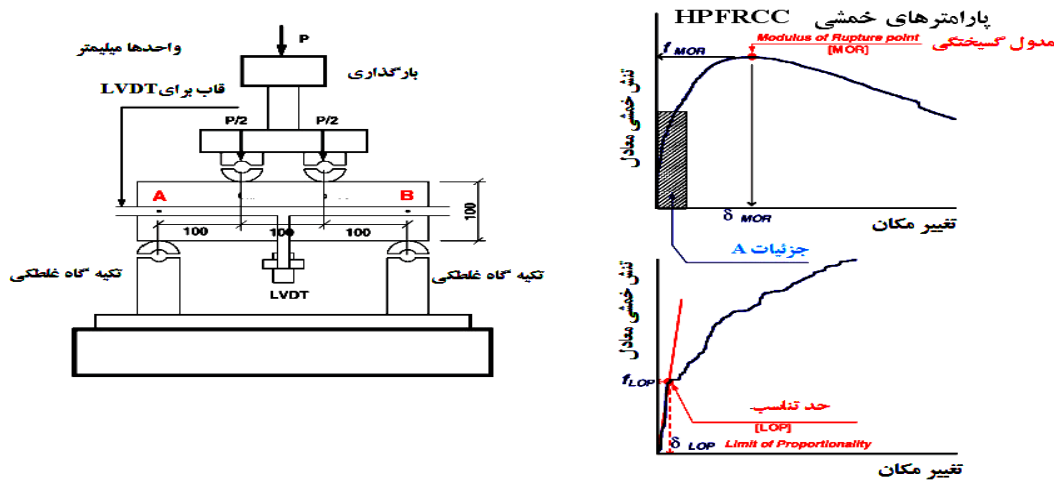 P
واحدها میلیمتر
بارگذاری
قاب برای LVDT
P/2
P/2
A
B
100
100
100
100
تکیه گاه غلطکی
تکیه گاه غلطکی
LVDT
پارامترهای خمشی HPFRCC
f MOR
Modulus of Rupture point
[MOR]
مدول گسیختگی
تنش خمشی معادل
δ MOR
تغییر مکان
جزئیات A
تنش خمشی معادل
f LOP
حد تناسب
[LOP]
δ LOP
Limit of Proportionality
تغییر مکان